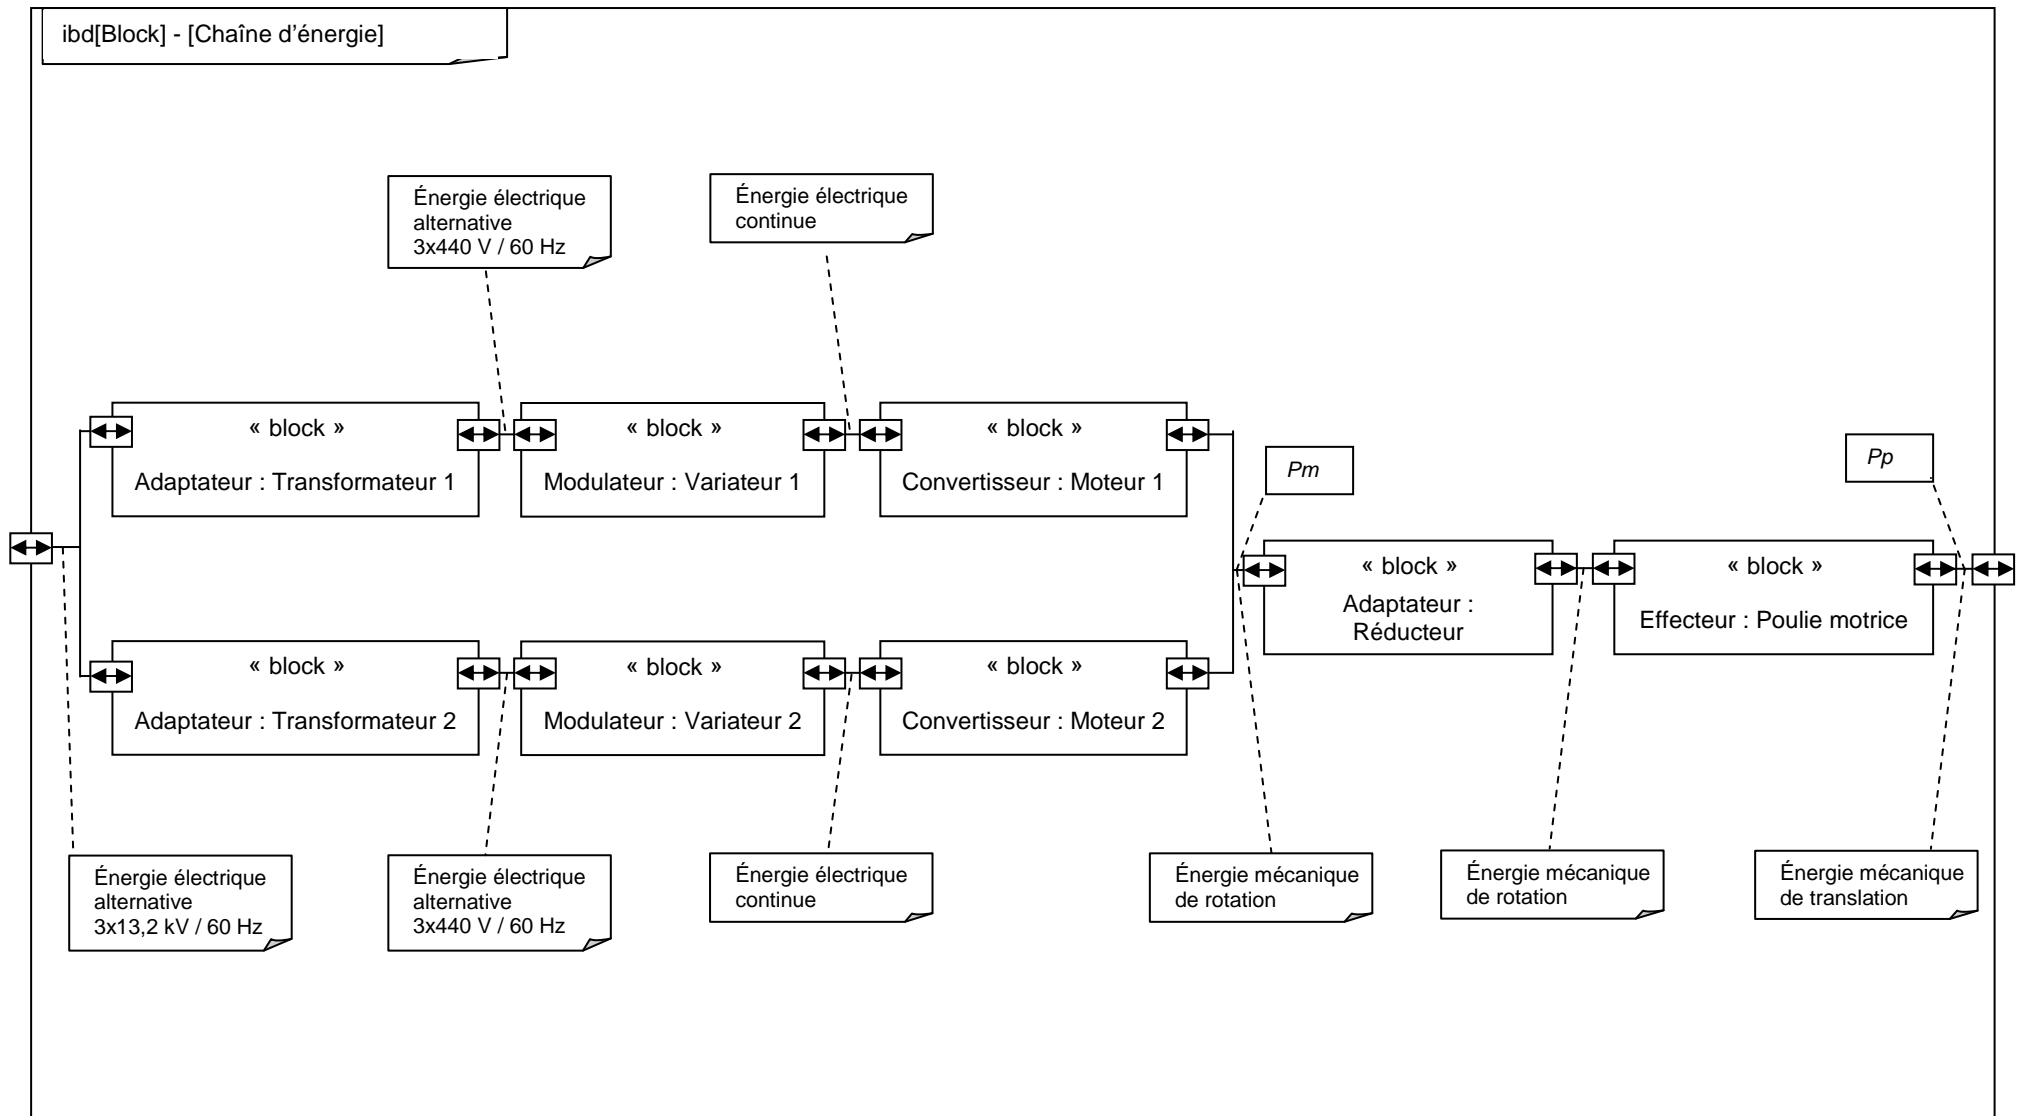 ibd[Block] - [Chaîne d'énergie]
Énergie électrique
alternative
3x440 V / 60 Hz
Énergie électrique
continue
« block »
Adaptateur : Transformateur 1
« block »
Modulateur : Variateur 1
« block »
Convertisseur : Moteur 1
Pm
Pp
« block »
Adaptateur :
Réducteur
« block »
Effecteur : Poulie motrice
« block »
Adaptateur : Transformateur 2
« block »
Modulateur : Variateur 2
« block »
Convertisseur : Moteur 2
Énergie électrique
alternative
3x13,2 kV / 60 Hz
Énergie électrique
alternative
3x440 V / 60 Hz
Énergie électrique
continue
Énergie mécanique
de rotation
Énergie mécanique
de rotation
Énergie mécanique
de translation